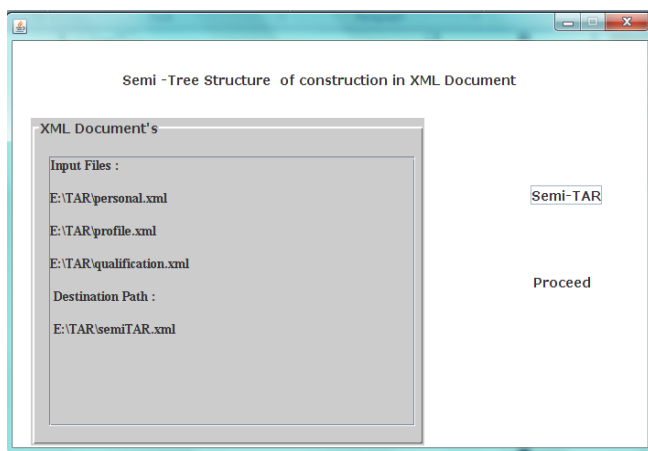 Semi -Tree Structure of construction in XML Document
XML Document's
Input Files :
E:\TAR\personal.xml
E:\TAR\profile.xml
E:\TAR\qualification.xml
Destination Path :
E:\TAR\semiTAR.xml
Semi-TAR
Proceed